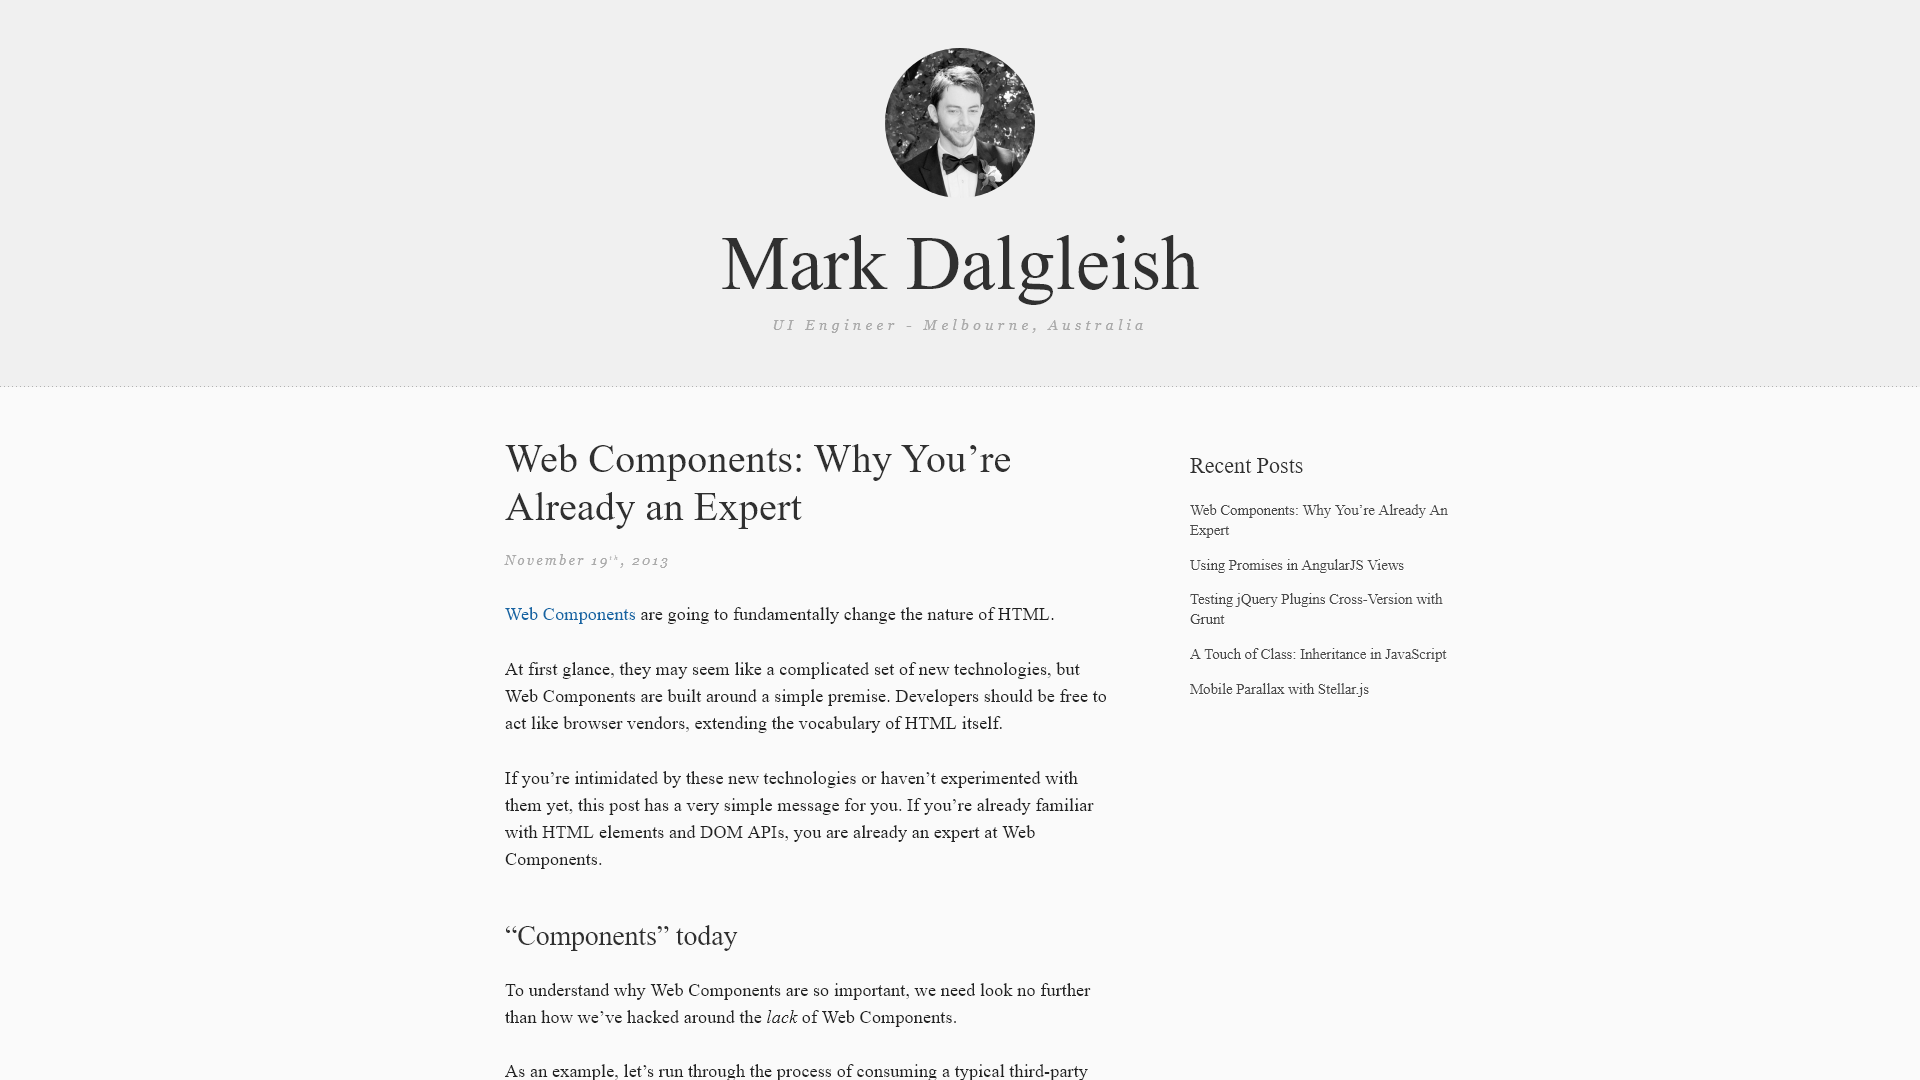 Mark Dalgleish
UI Engineer - Melbourne, Australia
Web Components: Why You’re
Already an Expert
November 19th, 2013
Web Components are going to fundamentally change the nature of HTML.
At first glance, they may seem like a complicated set of new technologies, but
Web Components are built around a simple premise. Developers should be free to
act like browser vendors, extending the vocabulary of HTML itself.
If you’re intimidated by these new technologies or haven’t experimented with
them yet, this post has a very simple message for you. If you’re already familiar
with HTML elements and DOM APIs, you are already an expert at Web
Components.
“Components” today
To understand why Web Components are so important, we need look no further
than how we’ve hacked around the lack of Web Components.
As an example, let’s run through the process of consuming a typical third-party
Recent Posts
Web Components: Why You’re Already An
Expert
Using Promises in AngularJS Views
Testing jQuery Plugins Cross-Version with
Grunt
A Touch of Class: Inheritance in JavaScript
Mobile Parallax with Stellar.js